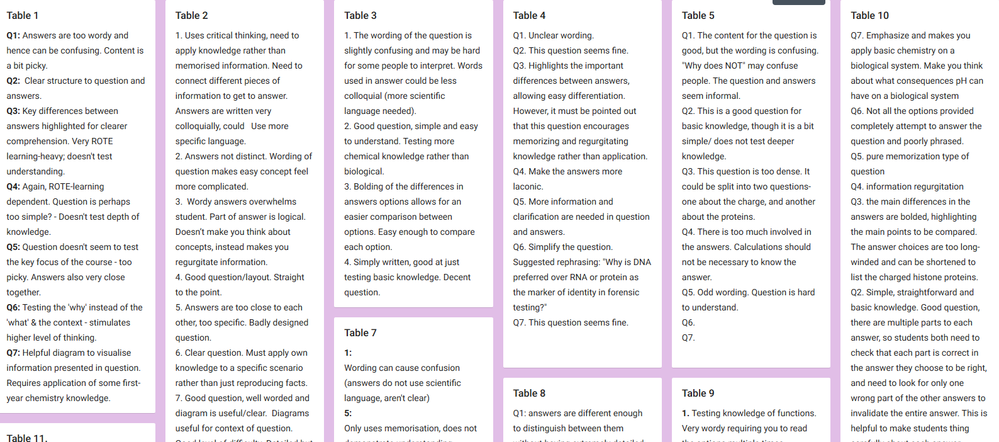 Table 1
Q1: Answers are too wordy and
hence can be confusing. Content is
a bit picky.
Q2:  Clear structure to question and
answers.
Q3: Key differences between
answers highlighted for clearer
comprehension. Very ROTE
learning-heavy; doesn't test
understanding.
Q4: Again, ROTE-learning
dependent. Question is perhaps
too simple? - Doesn't test depth of
knowledge.
Q5: Question doesn't seem to test
the key focus of the course - too
picky. Answers also very close
together.
Q6: Testing the 'why' instead of the
'what' & the context - stimulates
higher level of thinking.
Q7: Helpful diagram to visualise
information presented in question.
Requires application of some first-
year chemistry knowledge.
Table 11.
Table 2
1. Uses critical thinking, need to
apply knowledge rather than
memorised information. Need to
connect different pieces of
information to get to answer.
Answers are written very
colloquially, could   Use more
specific language.
2. Answers not distinct. Wording of
question makes easy concept feel
more complicated.
3.  Wordy answers overwhelms
student. Part of answer is logical.
Doesn’t make you think about
concepts, instead makes you
regurgitate information.
4. Good question/layout. Straight
to the point.
5. Answers are too close to each
other, too specific. Badly designed
question.
6. Clear question. Must apply own
knowledge to a specific scenario
rather than just reproducing facts.
7. Good question, well worded and
diagram is useful/clear.  Diagrams
useful for context of question.
Good level of difficulty. Detailed but
Table 3
1. The wording of the question is
slightly confusing and may be hard
for some people to interpret. Words
used in answer could be less
colloquial (more scientific
language needed).
2. Good question, simple and easy
to understand. Testing more
chemical knowledge rather than
biological.
3. Bolding of the differences in
answers options allows for an
easier comparison between
options. Easy enough to compare
each option.
4. Simply written, good at just
testing basic knowledge. Decent
question.
Table 7
1:
Wording can cause confusion
(answers do not use scientific
language, aren't clear)
5:
Only uses memorisation, does not
demonstrate understanding
Table 4
Q1. Unclear wording.
Q2. This question seems fine.
Q3. Highlights the important
differences between answers,
allowing easy differentiation.
However, it must be pointed out
that this question encourages
memorizing and regurgitating
knowledge rather than application.
Q4. Make the answers more
laconic.
Q5. More information and
clarification are needed in question
and answers.
Q6. Simplify the question.
Suggested rephrasing: "Why is DNA
preferred over RNA or protein as
the marker of identity in forensic
testing?"
Q7. This question seems fine.
Table 8
Q1: answers are different enough
to distinguish between them
without having extremely detailed
Table 5
Q1. The content for the question is
good, but the wording is confusing.
"Why does NOT" may confuse
people. The question and answers
seem informal.
Q2. This is a good question for
basic knowledge, though it is a bit
simple/ does not test deeper
knowledge.
Q3. This question is too dense. It
could be split into two questions-
one about the charge, and another
about the proteins.
Q4. There is too much involved in
the answers. Calculations should
not be necessary to know the
answer.
Q5. Odd wording. Question is hard
to understand.
Q6.
Q7.
Table 9
1. Testing knowledge of functions.
Very wordy requiring you to read
the options multiple times
Table 10
Q7. Emphasize and makes you
apply basic chemistry on a
biological system. Make you think
about what consequences pH can
have on a biological system
Q6. Not all the options provided
completely attempt to answer the
question and poorly phrased.
Q5. pure memorization type of
question
Q4. information regurgitation
Q3. the main differences in the
answers are bolded, highlighting
the main points to be compared.
The answer choices are too long-
winded and can be shortened to
list the charged histone proteins.
Q2. Simple, straightforward and
basic knowledge. Good question,
there are multiple parts to each
answer, so students both need to
check that each part is correct in
the answer they choose to be right,
and need to look for only one
wrong part of the other answers to
invalidate the entire answer. This is
helpful to make students thing
carefully about each answer